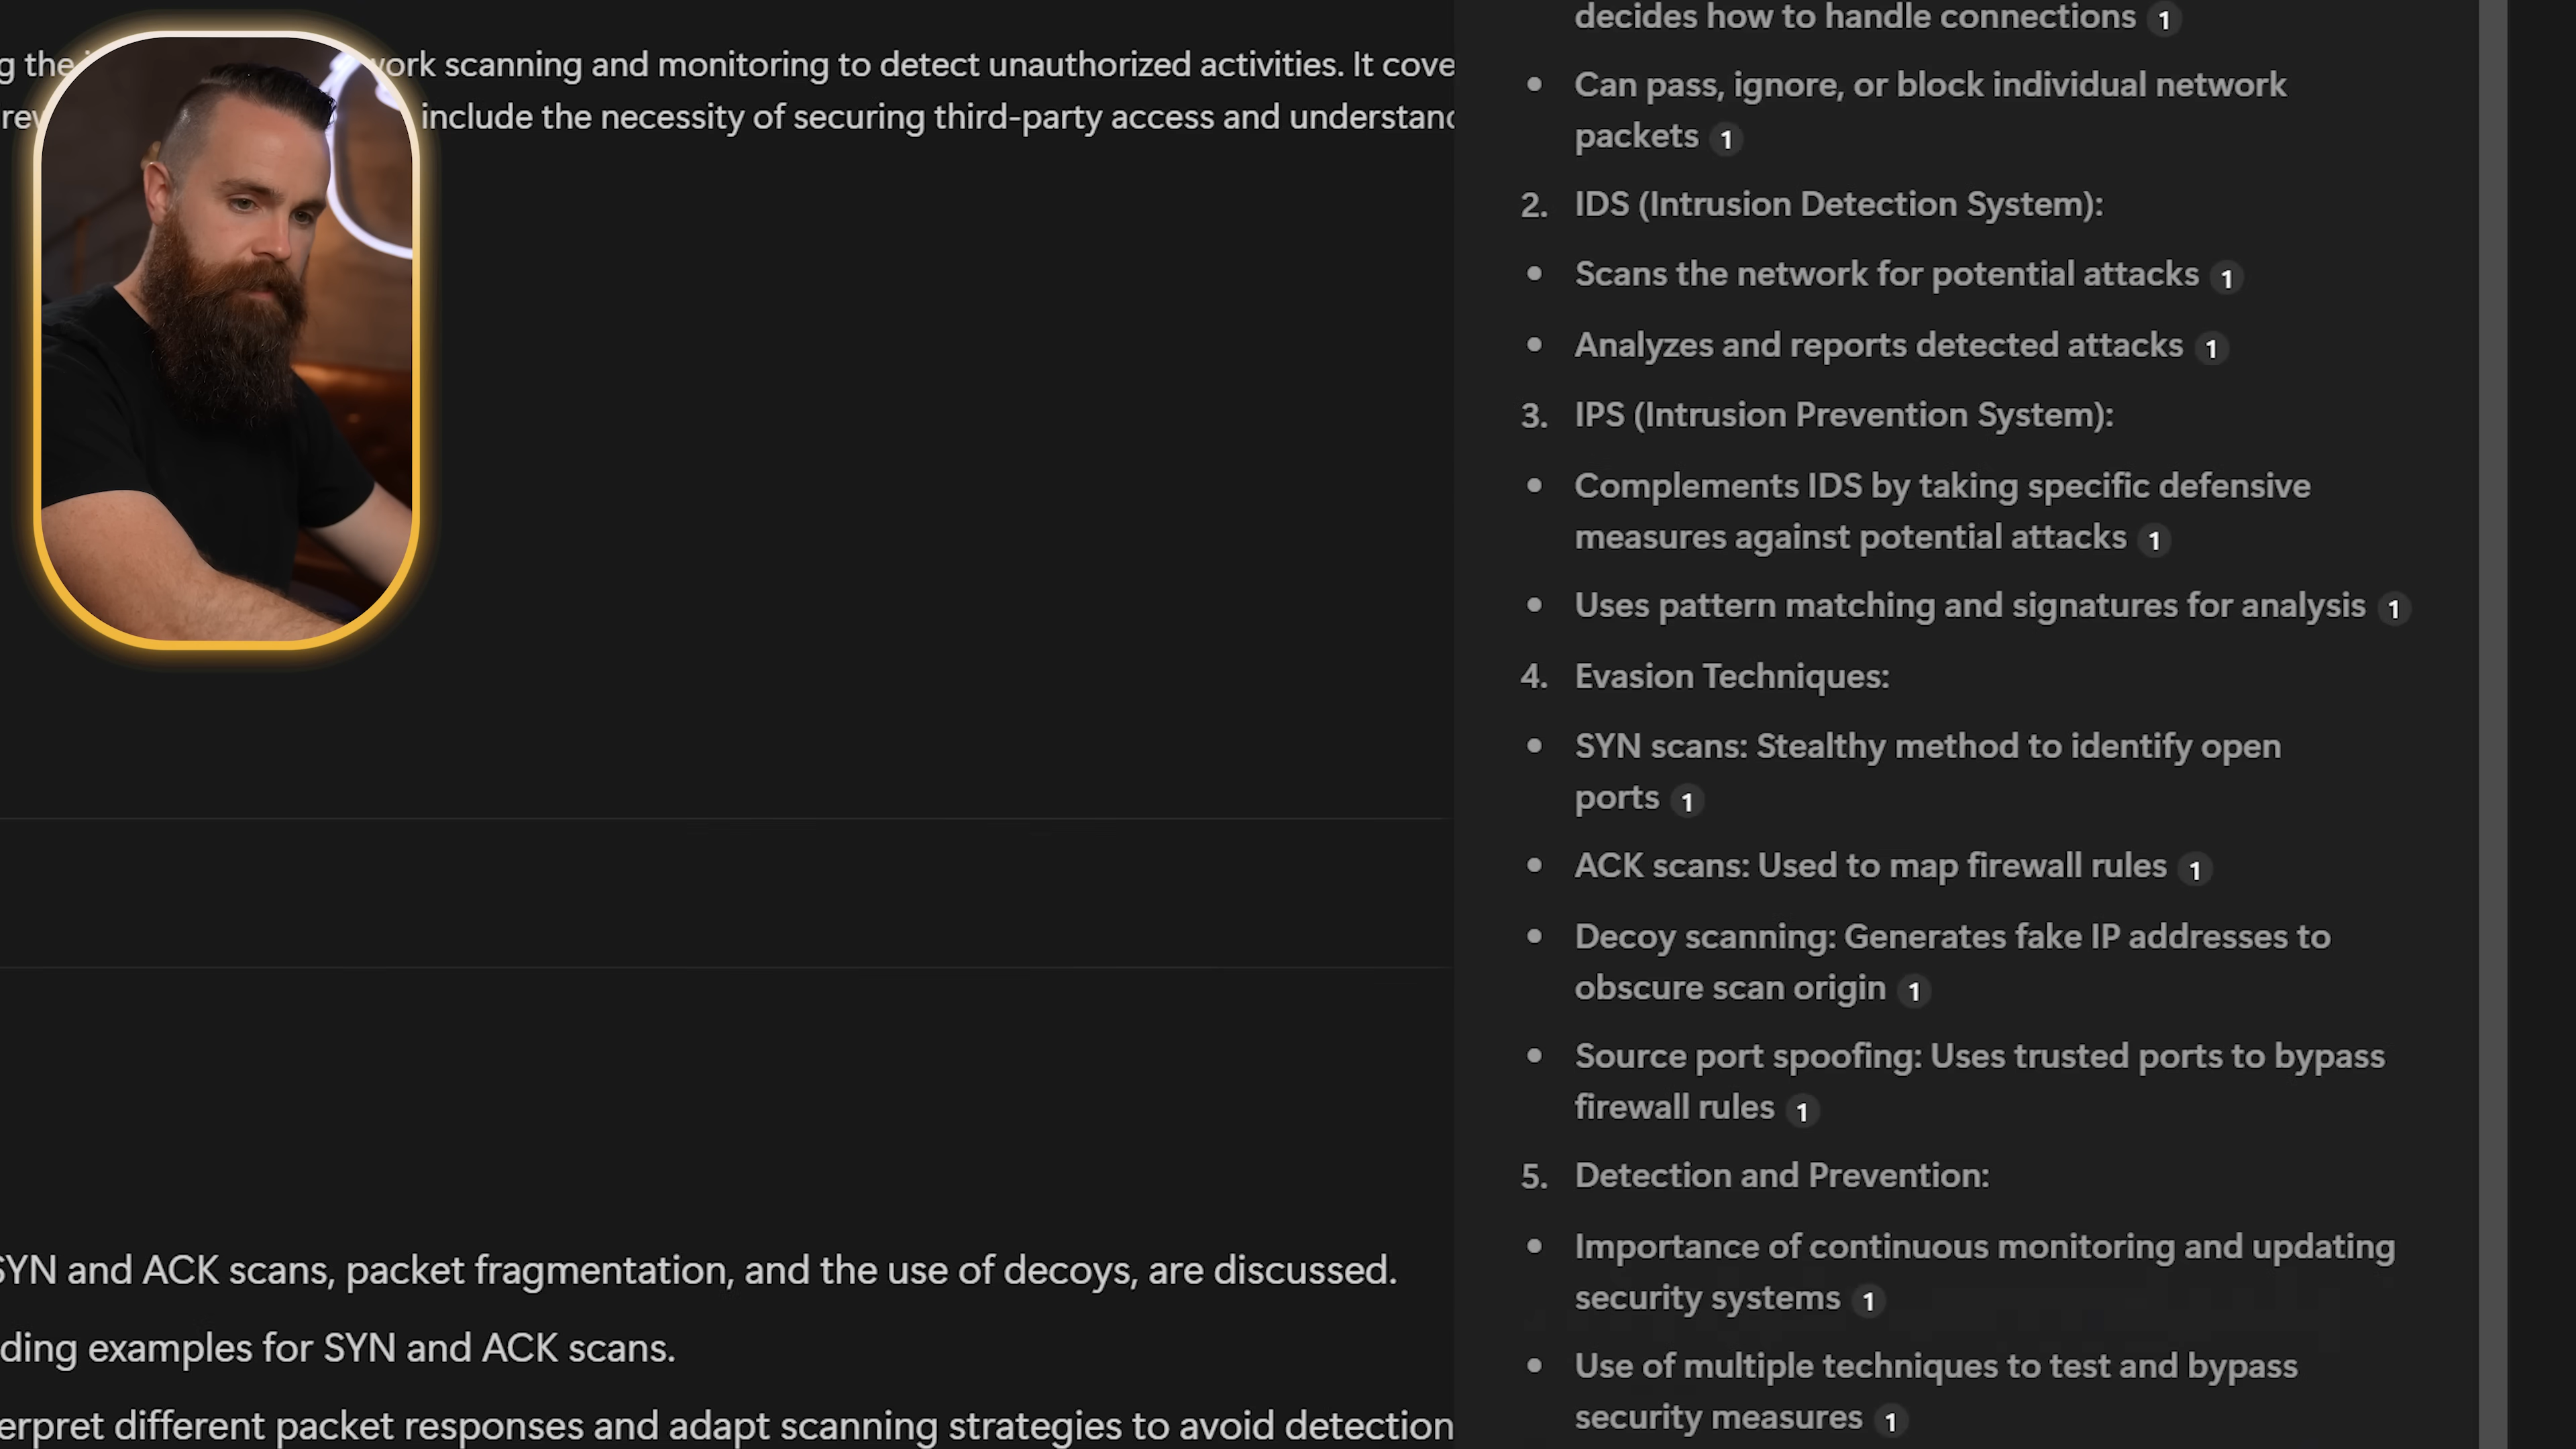 g the work scanning and monitoring to detect unauthorized activities. It cove
include the necessity of securing third-party access and understand
SYN and ACK scans, packet fragmentation, and the use of decoys, are discussed.
ding examples for SYN and ACK scans.
erpret different packet responses and adapt scanning strategies to avoid detection
decides how to handle connections 1
• Can pass, ignore, or block individual network
packets 1
2. IDS (Intrusion Detection System):
• Scans the network for potential attacks 1
• Analyzes and reports detected attacks 1
3. IPS (Intrusion Prevention System):
• Complements IDS by taking specific defensive
measures against potential attacks 1
• Uses pattern matching and signatures for analysis 1
4. Evasion Techniques:
• SYN scans: Stealthy method to identify open
ports 1
• ACK scans: Used to map firewall rules 1
• Decoy scanning: Generates fake IP addresses to
obscure scan origin 1
• Source port spoofing: Uses trusted ports to bypass
firewall rules 1
5. Detection and Prevention:
• Importance of continuous monitoring and updating
security systems 1
• Use of multiple techniques to test and bypass
security measures 1